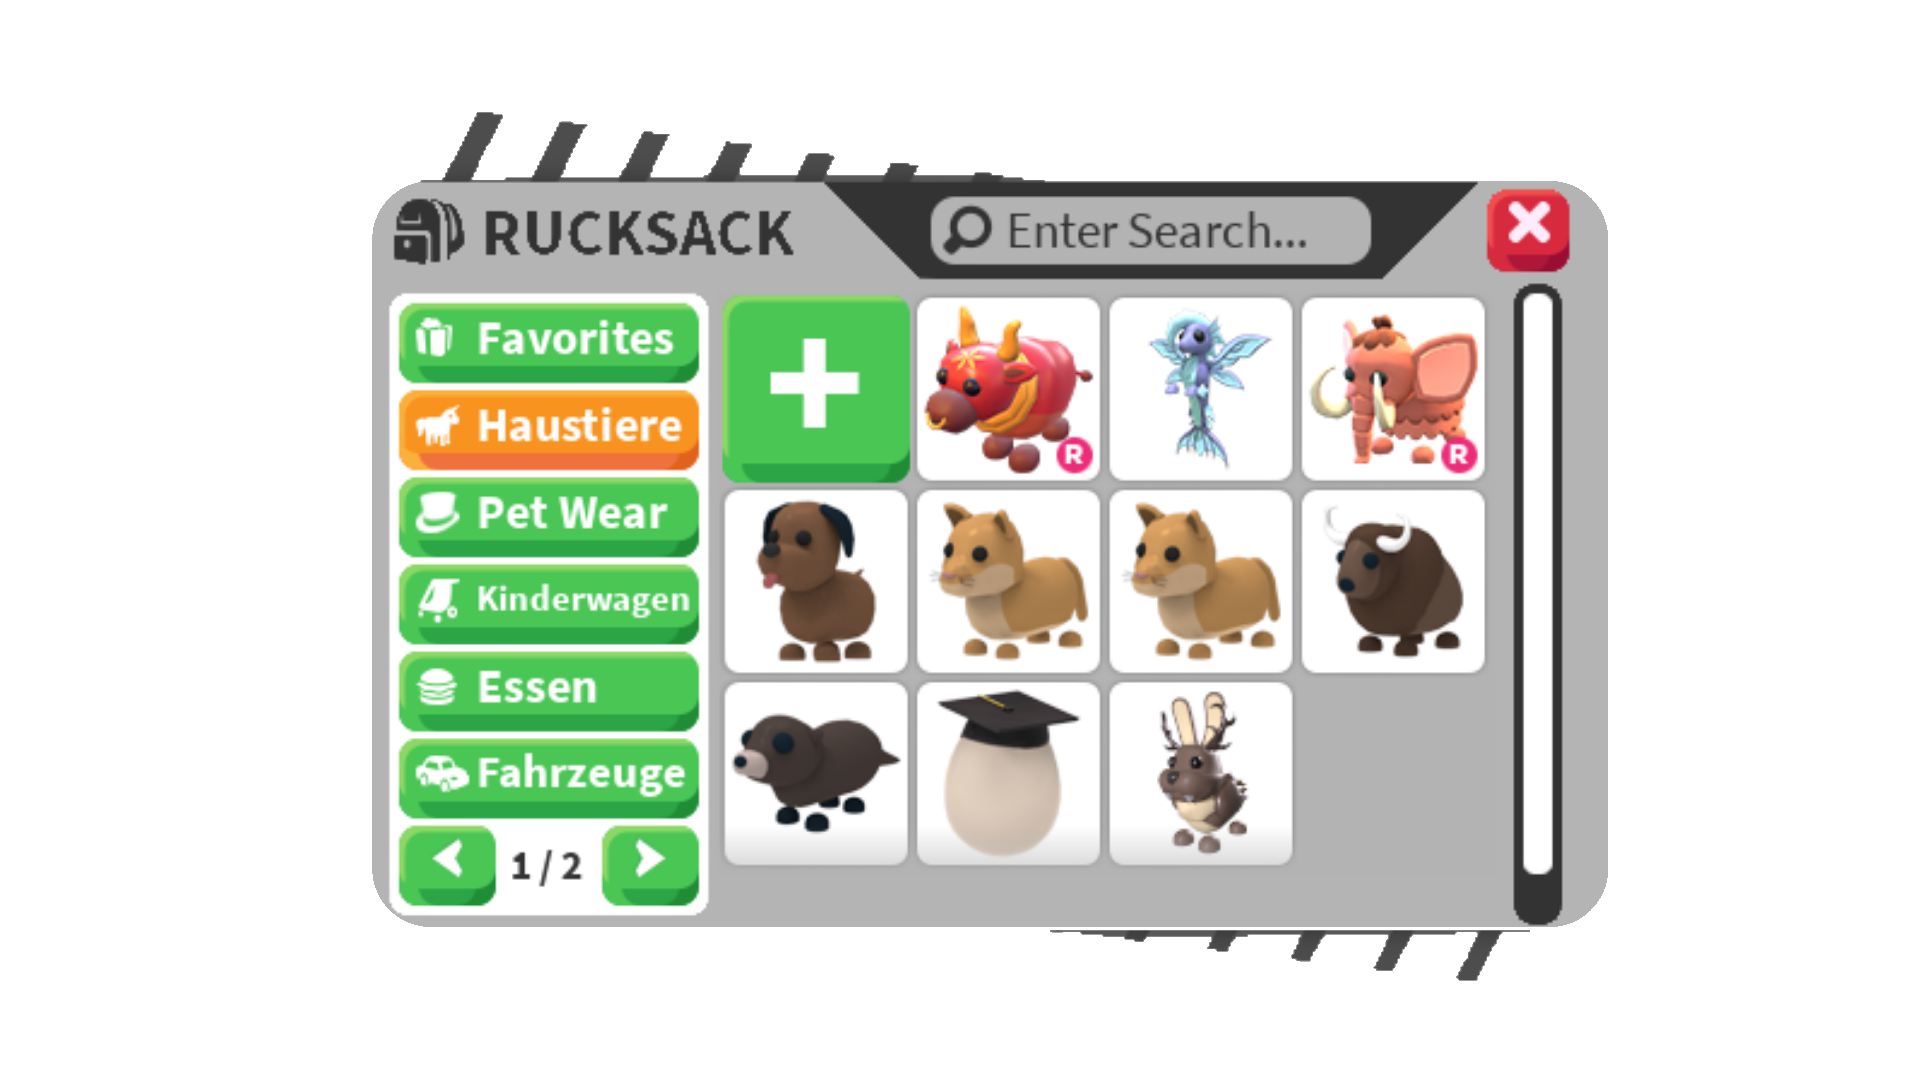 RUCKSACK
Enter Search...
Favorites
Haustiere
Pet Wear
Kinderwagen
Essen
Fahrzeuge
1 / 2
R
R